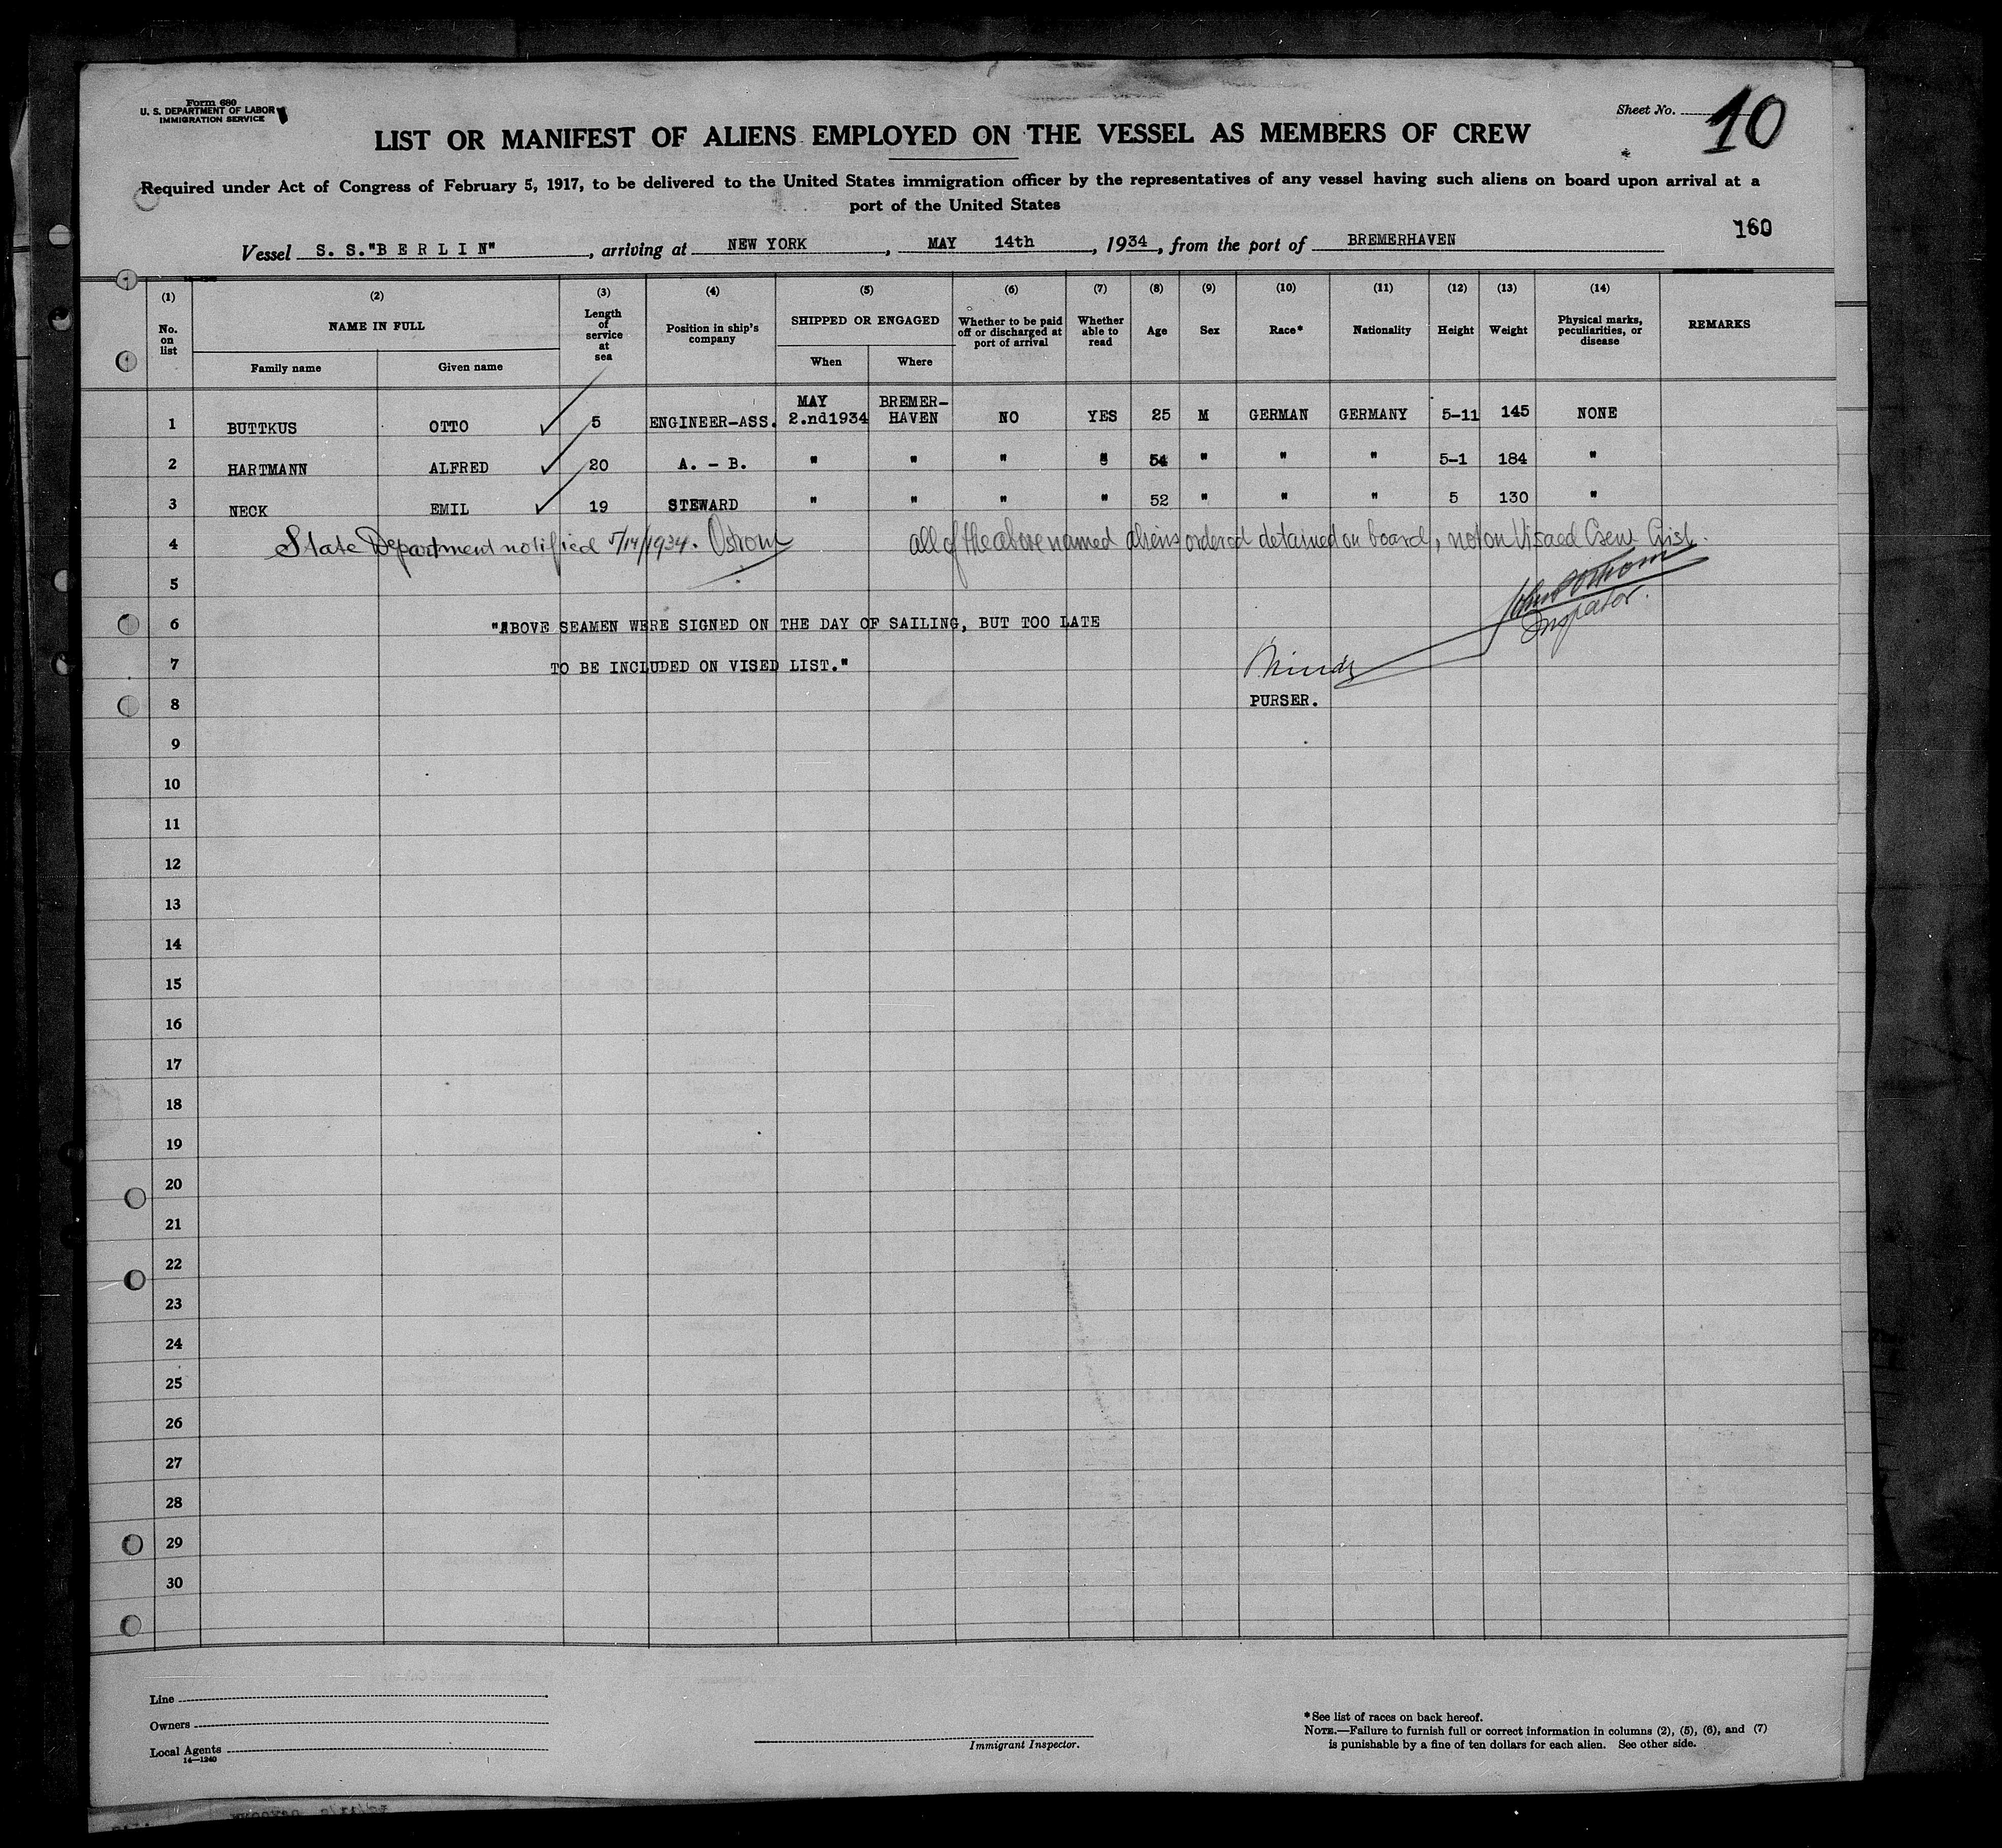 Form 680
U. S. DEPARTMENT OF LABOR
IMMIGRATION SERVICE
Sheet No. 10
LIST OR MANIFEST OF ALIENS EMPLOYED ON THE VESSEL AS MEMBERS OF CREW
Required under Act of Congress of February 5, 1917, to be delivered to the United States immigration officer by the representatives of any vessel having such aliens on board upon arrival at a
port of the United States
160
Vessel S. S."B E R L I N" , arriving at NEW YORK , MAY 14th , 1934 , from the port of BREMERHAVEN
(1) (2) (3) (4) (5) (6) (7) (8) (9) (10) (11) (12) (13) (14)
No. on list NAME IN FULL Length of service at sea Position in ship's company SHIPPED OR ENGAGED Whether to be paid off or discharged at port of arrival Whether able to read Age Sex Race* Nationality Height Weight Physical marks, peculiarities, or disease REMARKS
Family name Given name When Where
1 BUTTKUS OTTO ✓ 5 ENGINEER-ASS. MAY 2.nd1934 BREMER-HAVEN NO YES 25 M GERMAN GERMANY 5-11 145 NONE
2 HARTMANN ALFRED ✓ 20 A. - B. " " " " 54 " " " 5-1 184 "
3 NECK EMIL ✓ 19 STEWARD " " " " 52 " " " 5 130 "
4 State Department notified 5/14/1934. Ostrom all of the above named aliens ordered detained on board, not on Visaed Crew List.
5
Inspector.
6 "ABOVE SEAMEN WERE SIGNED ON THE DAY OF SAILING, BUT TOO LATE
7 TO BE INCLUDED ON VISED LIST."
8 PURSER.
9
10
11
12
13
14
15
16
17
18
19
20
21
22
23
24
25
26
27
28
29
30
Line
Owners
Local Agents
14—1240
Immigrant Inspector.
*See list of races on back hereof.
NOTE.—Failure to furnish full or correct information in columns (2), (5), (6), and (7)
is punishable by a fine of ten dollars for each alien. See other side.